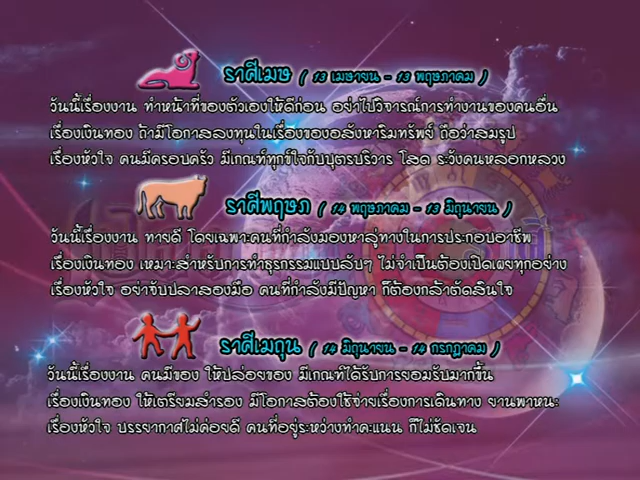 ราศีเมษ ( 13 เมษายน - 13 พฤษภาคม )
วันนี้เรื่องงาน ทำหน้าที่ของตัวเองให้ดีก่อน อย่าไปวิจารณ์การทำงานของคนอื่น
เรื่องเงินทอง ถ้ามีโอกาสลงทุนในเรื่องของอสังหาริมทรัพย์ ถือว่าสมรูป
เรื่องหัวใจ คนมีครอบครัว มีเกณฑ์ทุกข์ใจกับบุตรบริวาร โสด ระวังคนหลอกหลวง
ราศีพฤษภ ( 14 พฤษภาคม - 13 มิถุนายน )
วันนี้เรื่องงาน ทายดี โดยเฉพาะคนที่กำลังมองหาลู่ทางในการประกอบอาชีพ
เรื่องเงินทอง เหมาะสำหรับการทำธุรกรรมแบบลับๆ ไม่จำเป็นต้องเปิดเผยทุกอย่าง
เรื่องหัวใจ อย่าจับปลาสองมือ คนที่กำลังมีปัญหา ก็ต้องกล้าตัดสินใจ
ราศีเมถุน ( 14 มิถุนายน - 14 กรกฎาคม )
วันนี้เรื่องงาน คนมีของ ให้ปล่อยของ มีเกณฑ์ได้รับการยอมรับมากขึ้น
เรื่องเงินทอง ให้เตรียมสำรอง มีโอกาสต้องใช้จ่ายเรื่องการเดินทาง ยานพาหนะ
เรื่องหัวใจ บรรยากาศไม่ค่อยดี คนที่อยู่ระหว่างทำคะแนน ก็ไม่ชัดเจน